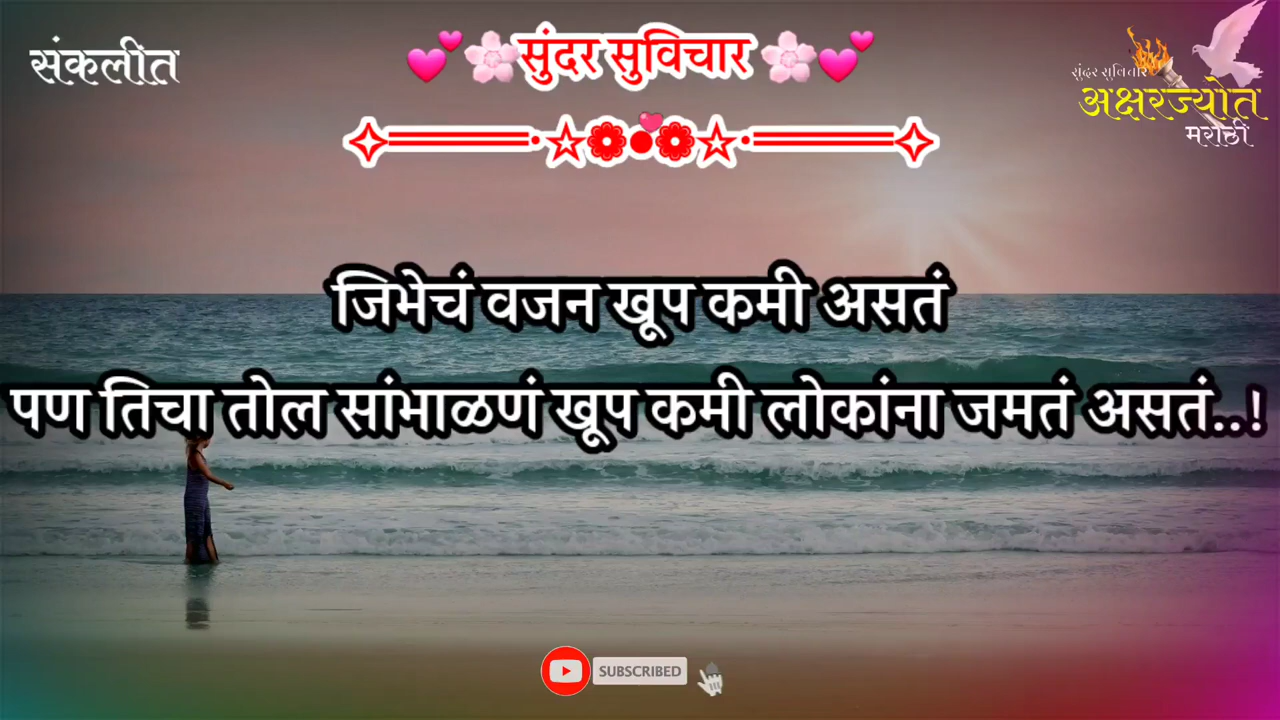 संकलीत
💕🌸सुंदर सुविचार 🌸💕
सुंदर सुविचार
अक्षरज्योत
मराठी
जिभेचं वजन खूप कमी असतं
पण तिचा तोल सांभाळणं खूप कमी लोकांना जमतं असतं..!
SUBSCRIBED